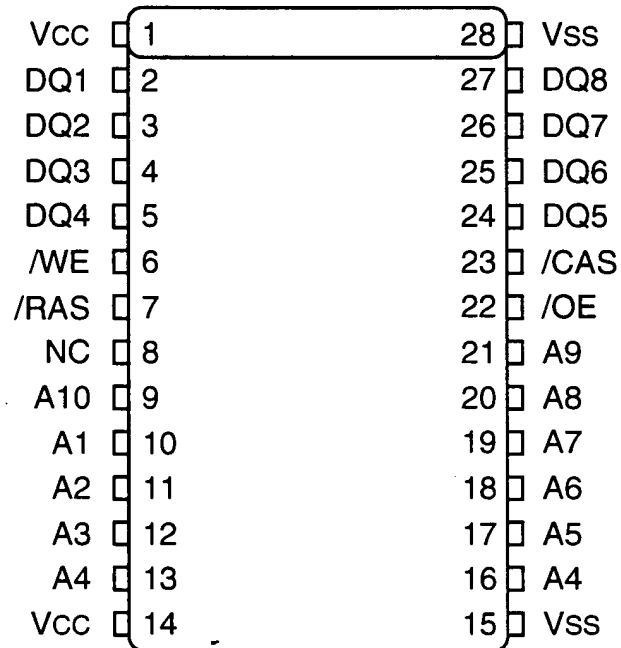 Vcc 1 28 Vss
DQ1 2 27 DQ8
DQ2 3 26 DQ7
DQ3 4 25 DQ6
DQ4 5 24 DQ5
/WE 6 23 /CAS
/RAS 7 22 /OE
NC 8 21 A9
A10 9 20 A8
A1 10 19 A7
A2 11 18 A6
A3 12 17 A5
A4 13 16 A4
Vcc 14 15 Vss